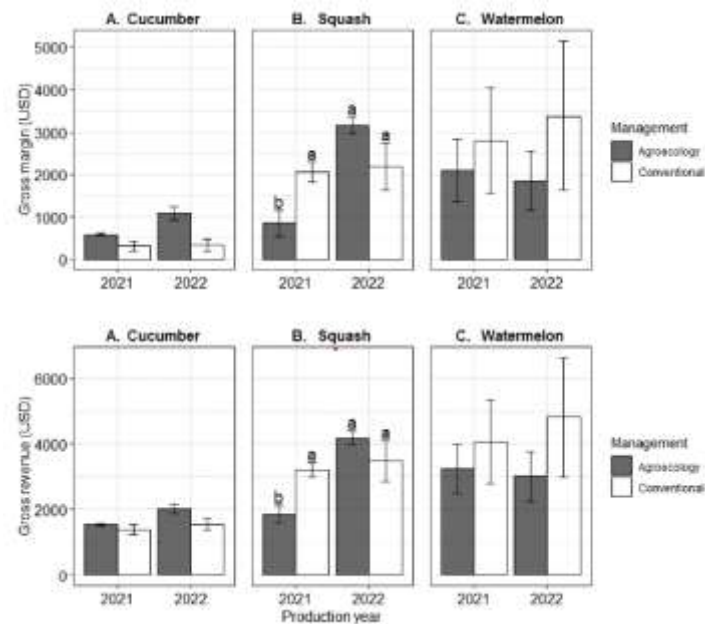 A. Cucumber
B. Squash
C. Watermelon
Gross margin (USD)
5000
4000
3000
2000
1000
0
b
a
a
a
2021
2022
2021
2022
2021
2022
Management
Agroecology
Conventional
A. Cucumber
B. Squash
C. Watermelon
Gross revenue (USD)
6000
4000
2000
0
b
a
a
a
2021
2022
2021
2022
2021
2022
Production year
Management
Agroecology
Conventional